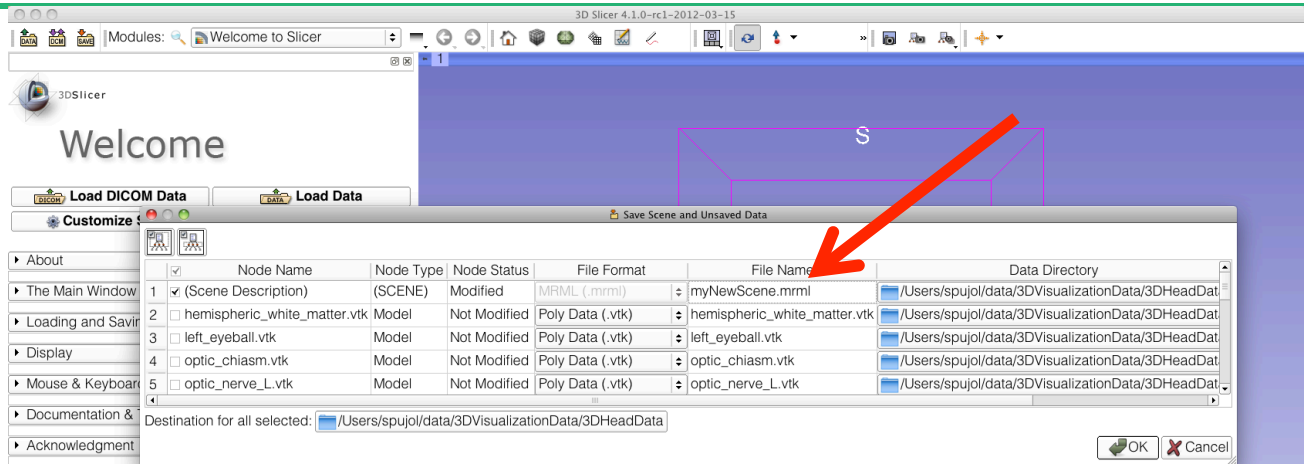 3D Slicer 4.1.0-rc1-2012-03-15
DATA DCM SAVE Modules: Welcome to Slicer »
1
3DSlicer
Welcome
S
DICOM Load DICOM Data DATA Load Data
Customize S
Save Scene and Unsaved Data
About
The Main Window
Loading and Savin
Display
Mouse & Keyboard
Documentation & T
Acknowledgment
Node Name Node Type Node Status File Format File Name Data Directory
1 (Scene Description) (SCENE) Modified MRML (.mrml) myNewScene.mrml /Users/spujol/data/3DVisualizationData/3DHeadDat
2 hemispheric_white_matter.vtk Model Not Modified Poly Data (.vtk) hemispheric_white_matter.vtk /Users/spujol/data/3DVisualizationData/3DHeadDat
3 left_eyeball.vtk Model Not Modified Poly Data (.vtk) left_eyeball.vtk /Users/spujol/data/3DVisualizationData/3DHeadDat
4 optic_chiasm.vtk Model Not Modified Poly Data (.vtk) optic_chiasm.vtk /Users/spujol/data/3DVisualizationData/3DHeadDat
5 optic_nerve_L.vtk Model Not Modified Poly Data (.vtk) optic_nerve_L.vtk /Users/spujol/data/3DVisualizationData/3DHeadDat
Destination for all selected: /Users/spujol/data/3DVisualizationData/3DHeadData
OK Cancel